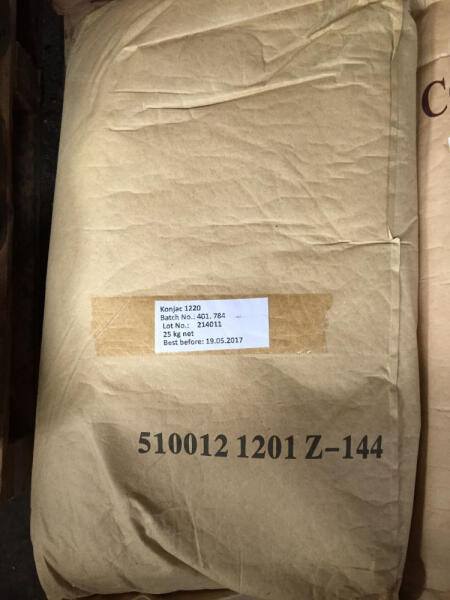 Konjac 1220
Batch No.: 401. 784
Lot No.: 214011
25 kg net
Best before: 19.05.2017
510012 1201 Z-144